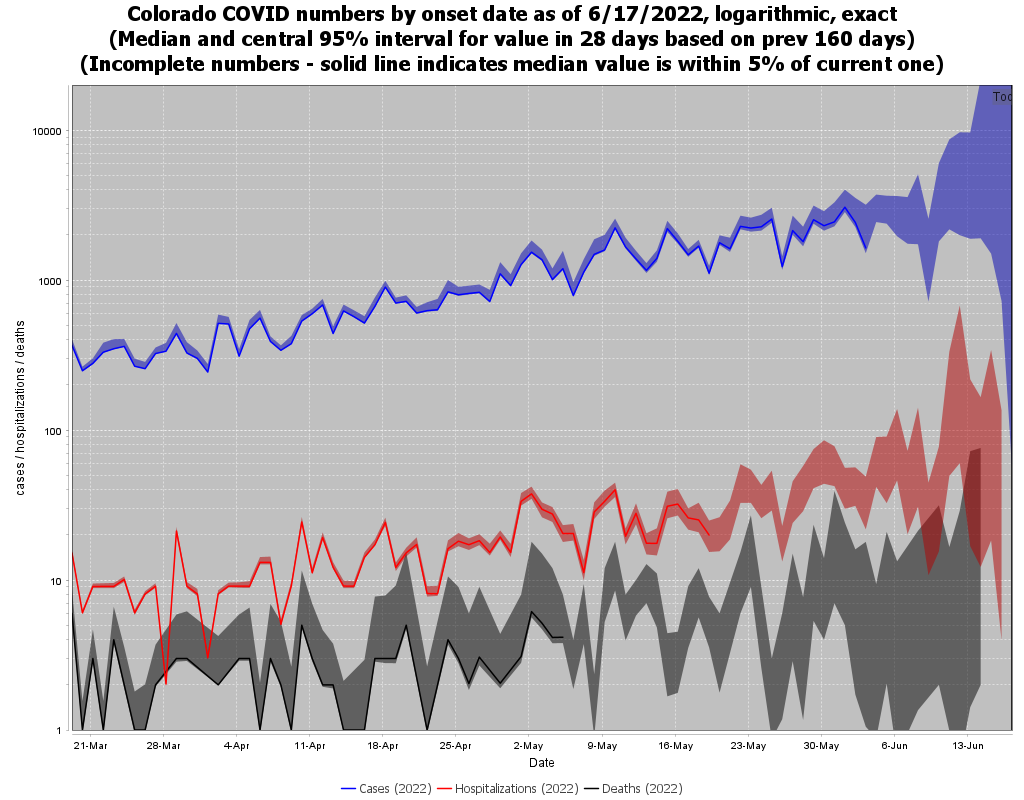 Colorado COVID numbers by onset date as of 6/17/2022, logarithmic, exact
(Median and central 95% interval for value in 28 days based on prev 160 days)
(Incomplete numbers - solid line indicates median value is within 5% of current one)
Too
10000
1000
100
10
1
cases / hospitalizations / deaths
21-Mar 28-Mar 4-Apr 11-Apr 18-Apr 25-Apr 2-May 9-May 16-May 23-May 30-May 6-Jun 13-Jun
Date
Cases (2022) Hospitalizations (2022) Deaths (2022)